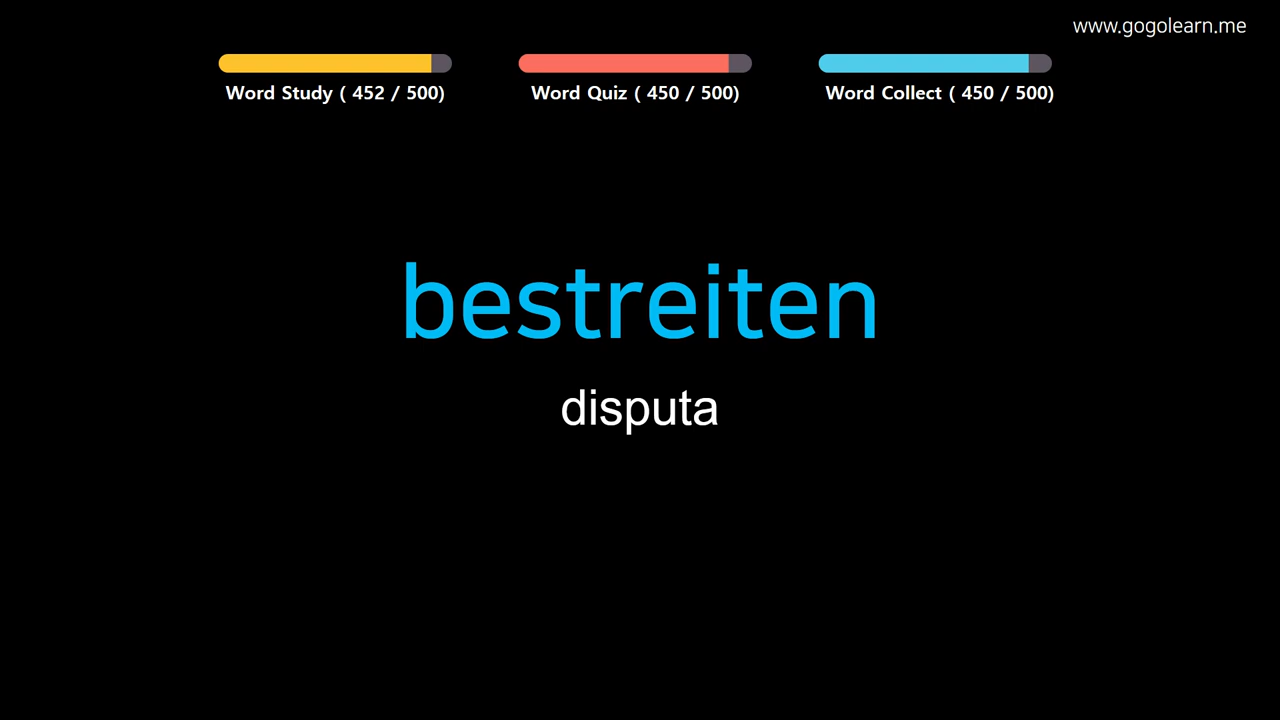 www.gogolearn.me
Word Study ( 452 / 500)
Word Quiz ( 450 / 500)
Word Collect ( 450 / 500)
bestreiten
disputa